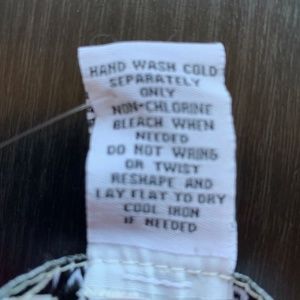 HAND WASH COLD
SEPARATELY
ONLY
NON-CHLORINE
BLEACH WHEN
NEEDED
DO NOT WRING
OR TWIST
RESHAPE AND
LAY FLAT TO DRY
COOL IRON
IF NEEDED